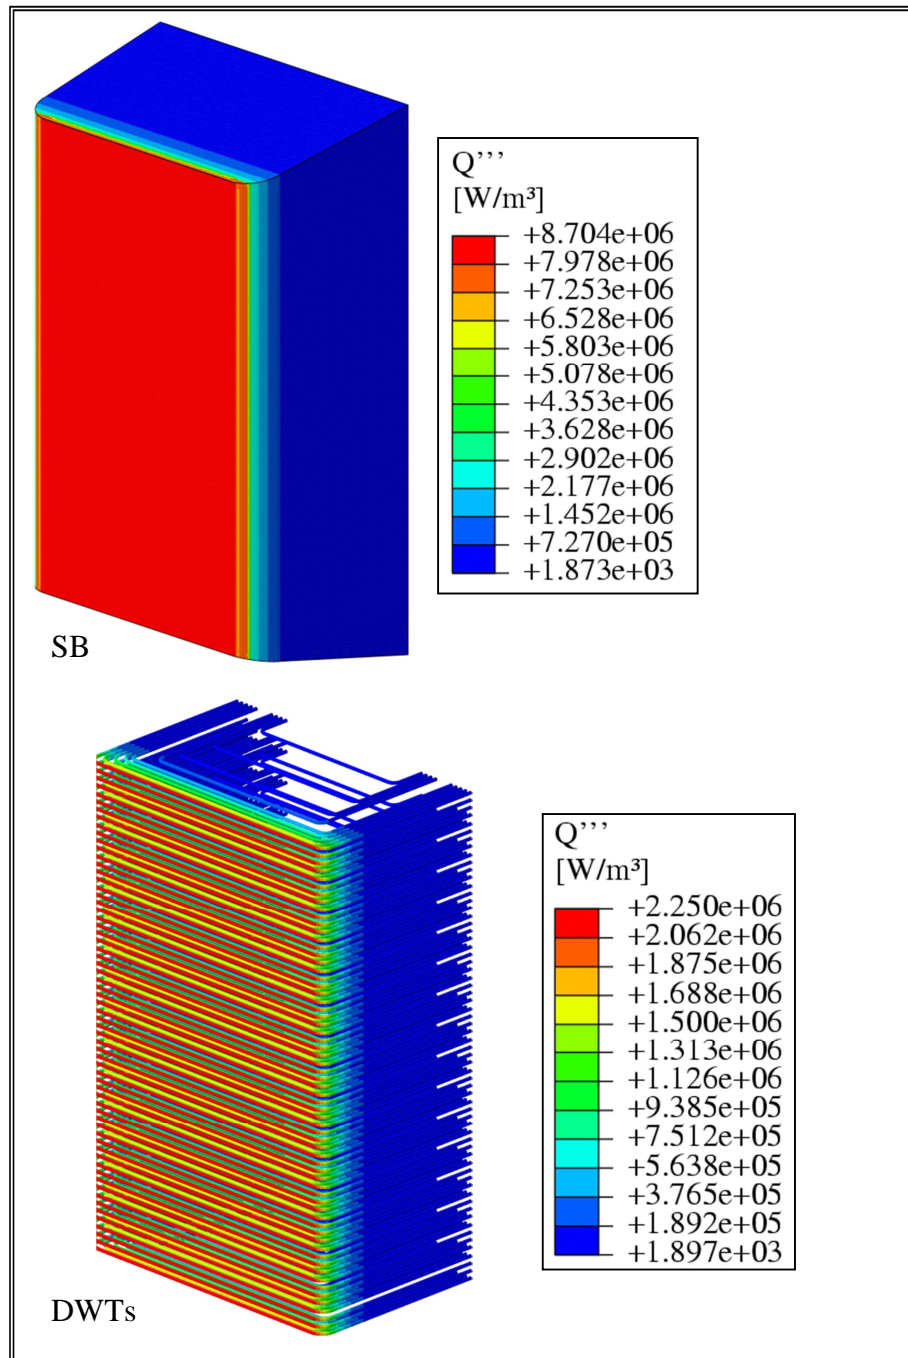 Q’’’
[W/m³]
+8.704e+06
+7.978e+06
+7.253e+06
+6.528e+06
+5.803e+06
+5.078e+06
+4.353e+06
+3.628e+06
+2.902e+06
+2.177e+06
+1.452e+06
+7.270e+05
+1.873e+03
SB
Q’’’
[W/m³]
+2.250e+06
+2.062e+06
+1.875e+06
+1.688e+06
+1.500e+06
+1.313e+06
+1.126e+06
+9.385e+05
+7.512e+05
+5.638e+05
+3.765e+05
+1.892e+05
+1.897e+03
DWTs